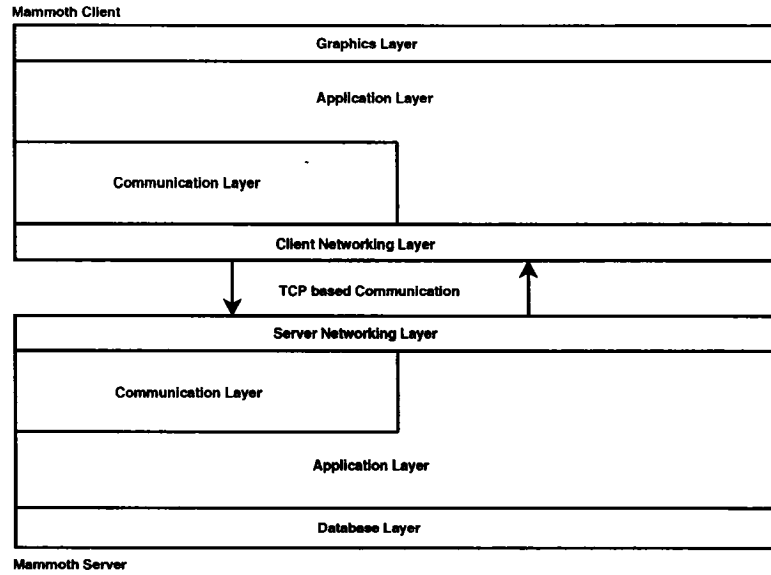 Mammoth Client
Graphics Layer
Application Layer
Communication Layer
Client Networking Layer
TCP based Communication
Server Networking Layer
Communication Layer
Application Layer
Database Layer
Mammoth Server